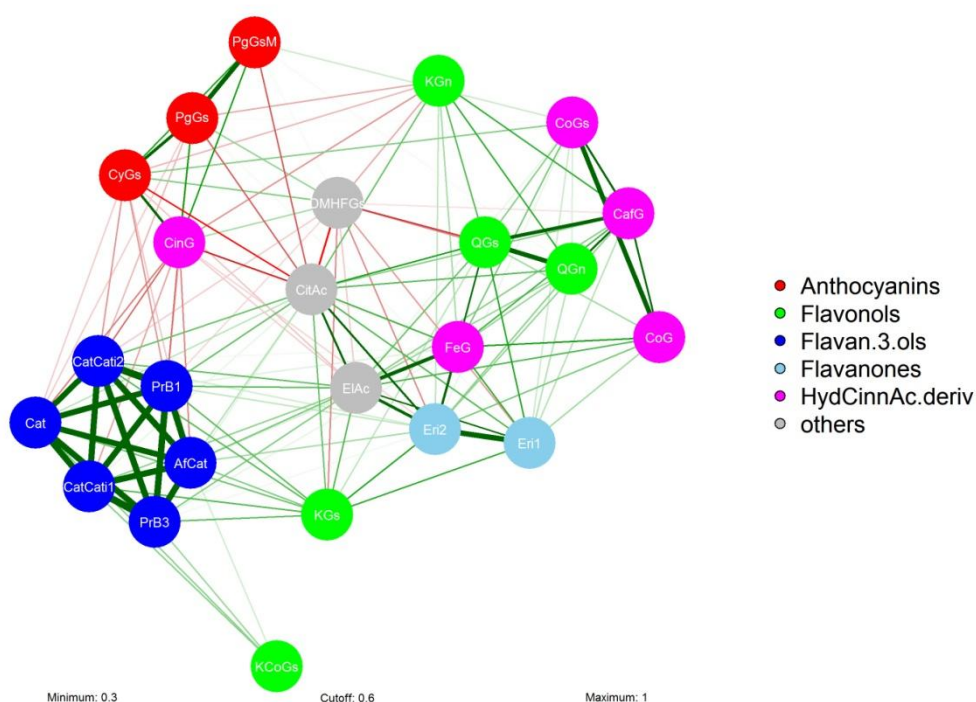 PgGsM
KGn
PgGs
CoGs
CyGs
DMHFGs
CafG
CinG
QGs
QGn
CitAc
CoG
FeG
CatCati2
PrB1
ElAc
Cat
Eri2
Eri1
AfCat
CatCati1
PrB3
KGs
KCoGs
Anthocyanins
Flavonols
Flavan.3.ols
Flavanones
HydCinnAc.deriv
others
Minimum: 0.3
Cutoff: 0.6
Maximum: 1